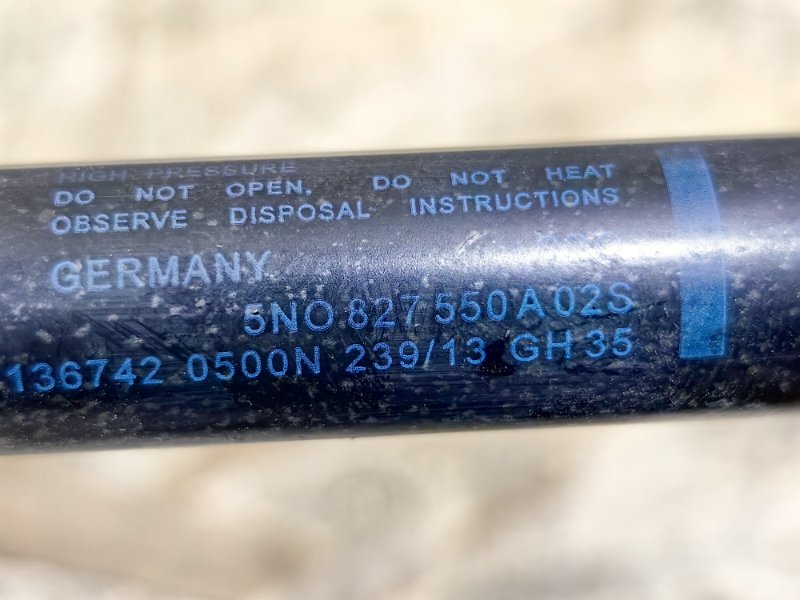 HIGH PRESSURE
DO NOT OPEN. DO NOT HEAT
OBSERVE DISPOSAL INSTRUCTIONS
GERMANY
5N0 827 550 A 02S
136742 0500N 239/13 GH 35